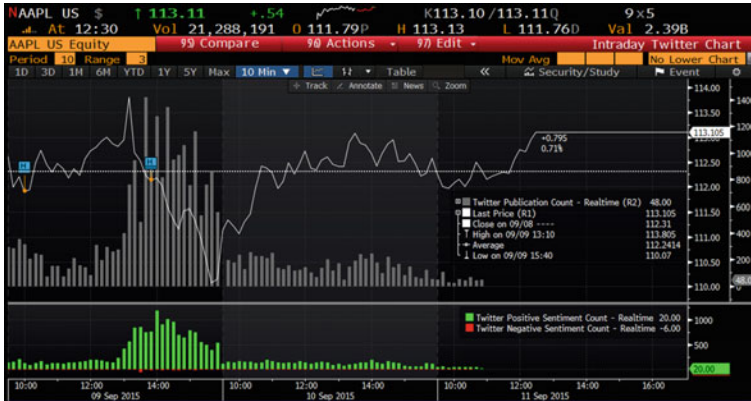 AAPL US $ ↑ 113.11 +.54 K113.10/113.11Q 9×5
At 12:30 Vol 21,288,191 O 111.79P H 113.13 L 111.76D Val 2.39B
AAPL US Equity 95) Compare 96) Actions 97) Edit Intraday Twitter Chart
Period 10 Range 3 Mov Avg No Lower Chart
1D 3D 1M 6M YTD 1Y 5Y Max 10 Min ▼ Table « Security/Study Event
Track Annotate News Zoom
114.00
1400
113.50
1200
113.105
+0.795
0.71%
112.50
1000
800
112.00
Twitter Publication Count - Realtime (R2) 48.00
Last Price (R1) 113.105
Close on 09/08 ---- 112.31
High on 09/09 13:10 113.805
Average 112.2414
Low on 09/09 15:40 110.07
600
111.50
400
111.00
200
110.50
48.0
110.00
Twitter Positive Sentiment Count - Realtime 20.00
Twitter Negative Sentiment Count - Realtime -6.00
1000
500
20.00
10:00 12:00 14:00 10:00 12:00 14:00 10:00 12:00 14:00 16:00
09 Sep 2015 10 Sep 2015 11 Sep 2015